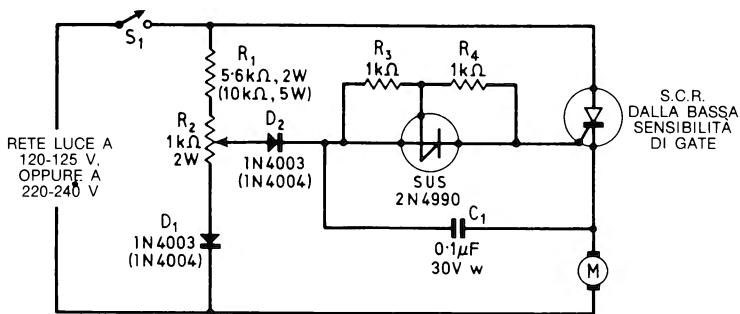 S1
R1
5·6kΩ, 2W
(10kΩ, 5W)
R2
1kΩ
2W
D2
1N4003
(1N4004)
D1
1N4003
(1N4004)
R3
1kΩ
R4
1kΩ
SUS
2N4990
C1
0·1μF
30V w
S.C.R.
DALLA BASSA
SENSIBILITÀ
DI GATE
RETE LUCE A
120-125 V,
OPPURE A
220-240 V
M